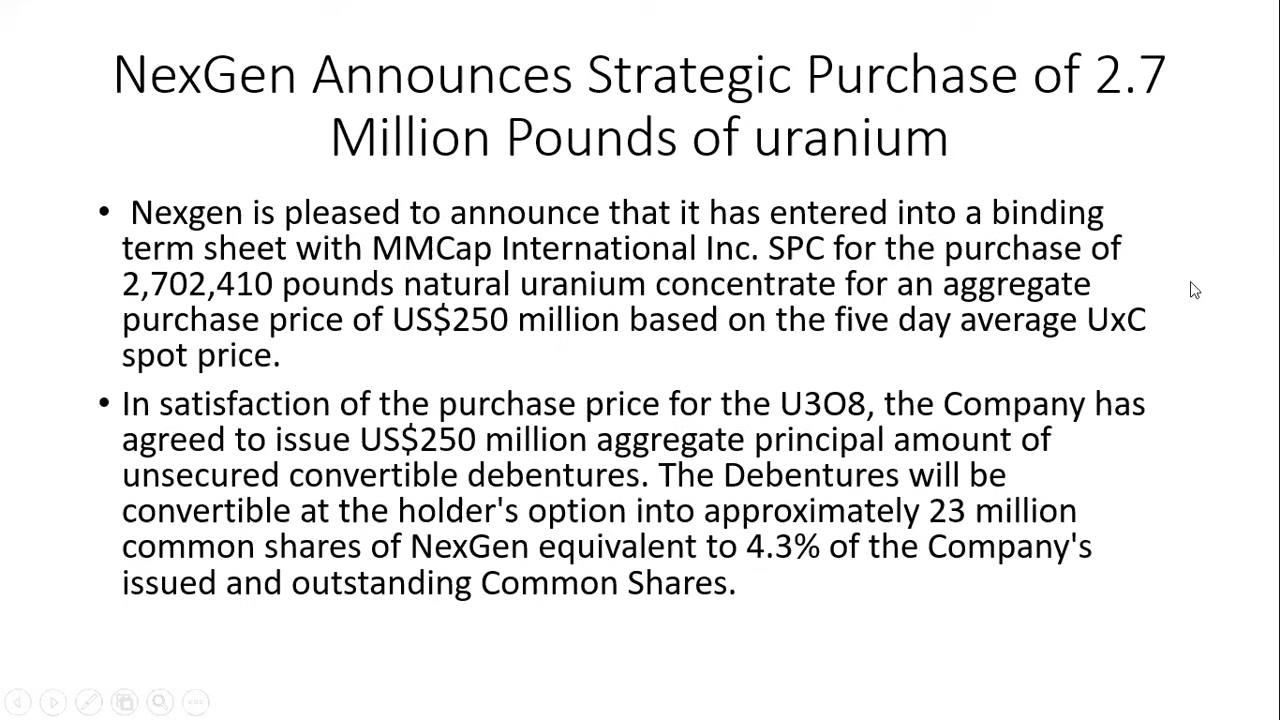 NexGen Announces Strategic Purchase of 2.7
Million Pounds of uranium
• Nexgen is pleased to announce that it has entered into a binding
term sheet with MMCap International Inc. SPC for the purchase of
2,702,410 pounds natural uranium concentrate for an aggregate
purchase price of US$250 million based on the five day average UxC
spot price.
• In satisfaction of the purchase price for the U3O8, the Company has
agreed to issue US$250 million aggregate principal amount of
unsecured convertible debentures. The Debentures will be
convertible at the holder's option into approximately 23 million
common shares of NexGen equivalent to 4.3% of the Company's
issued and outstanding Common Shares.